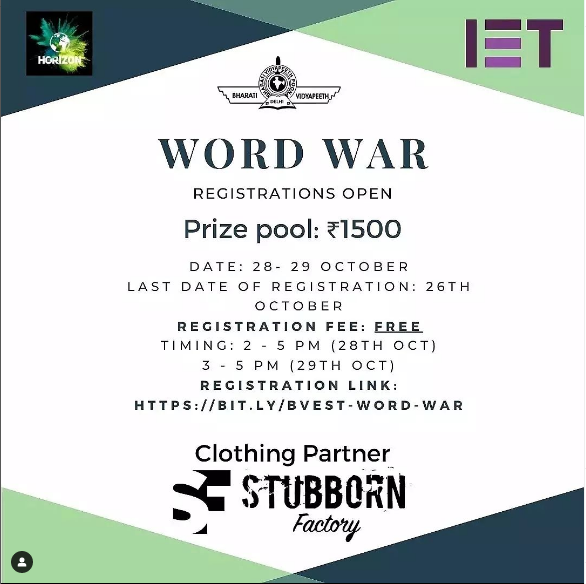 HORIZON
IET
BHARATI VIDYAPEETH
DELHI
WORD WAR
REGISTRATIONS OPEN
Prize pool: ₹1500
DATE: 28- 29 OCTOBER
LAST DATE OF REGISTRATION: 26TH
OCTOBER
REGISTRATION FEE: FREE
TIMING: 2 - 5 PM (28TH OCT)
3 - 5 PM (29TH OCT)
REGISTRATION LINK:
HTTPS://BIT.LY/BVEST-WORD-WAR
Clothing Partner
SF STUBBORN
Factory